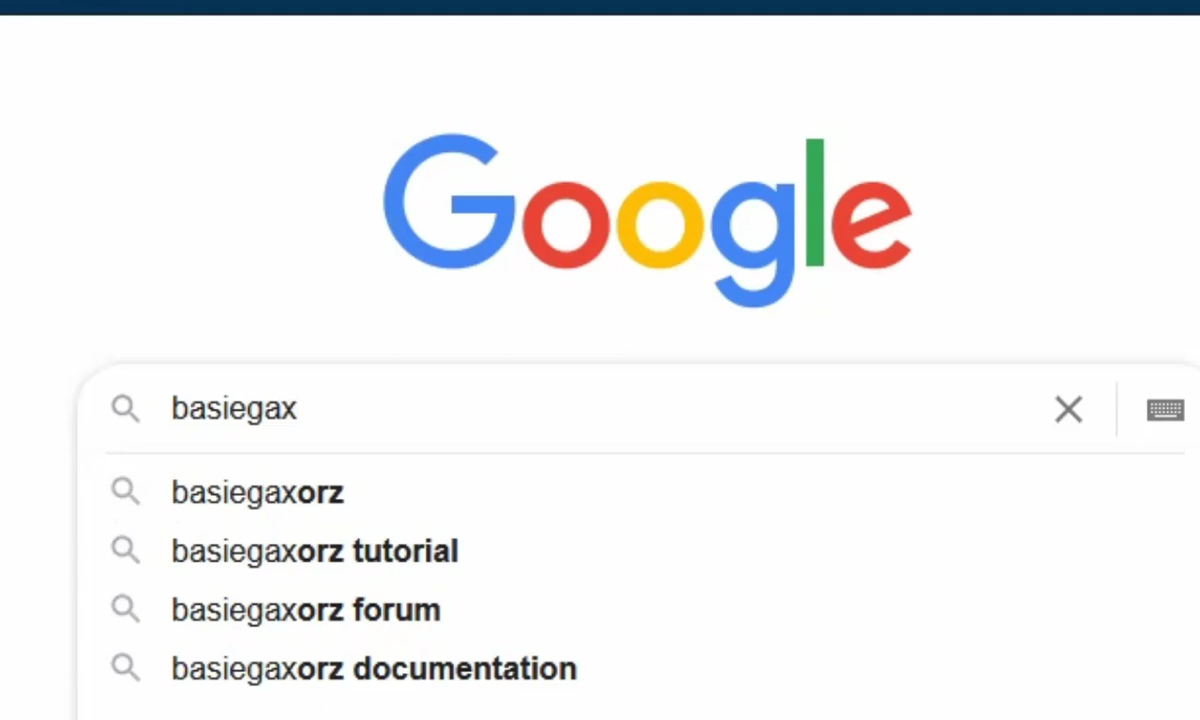 Google
basiegax
basiegaxorz
basiegaxorz tutorial
basiegaxorz forum
basiegaxorz documentation